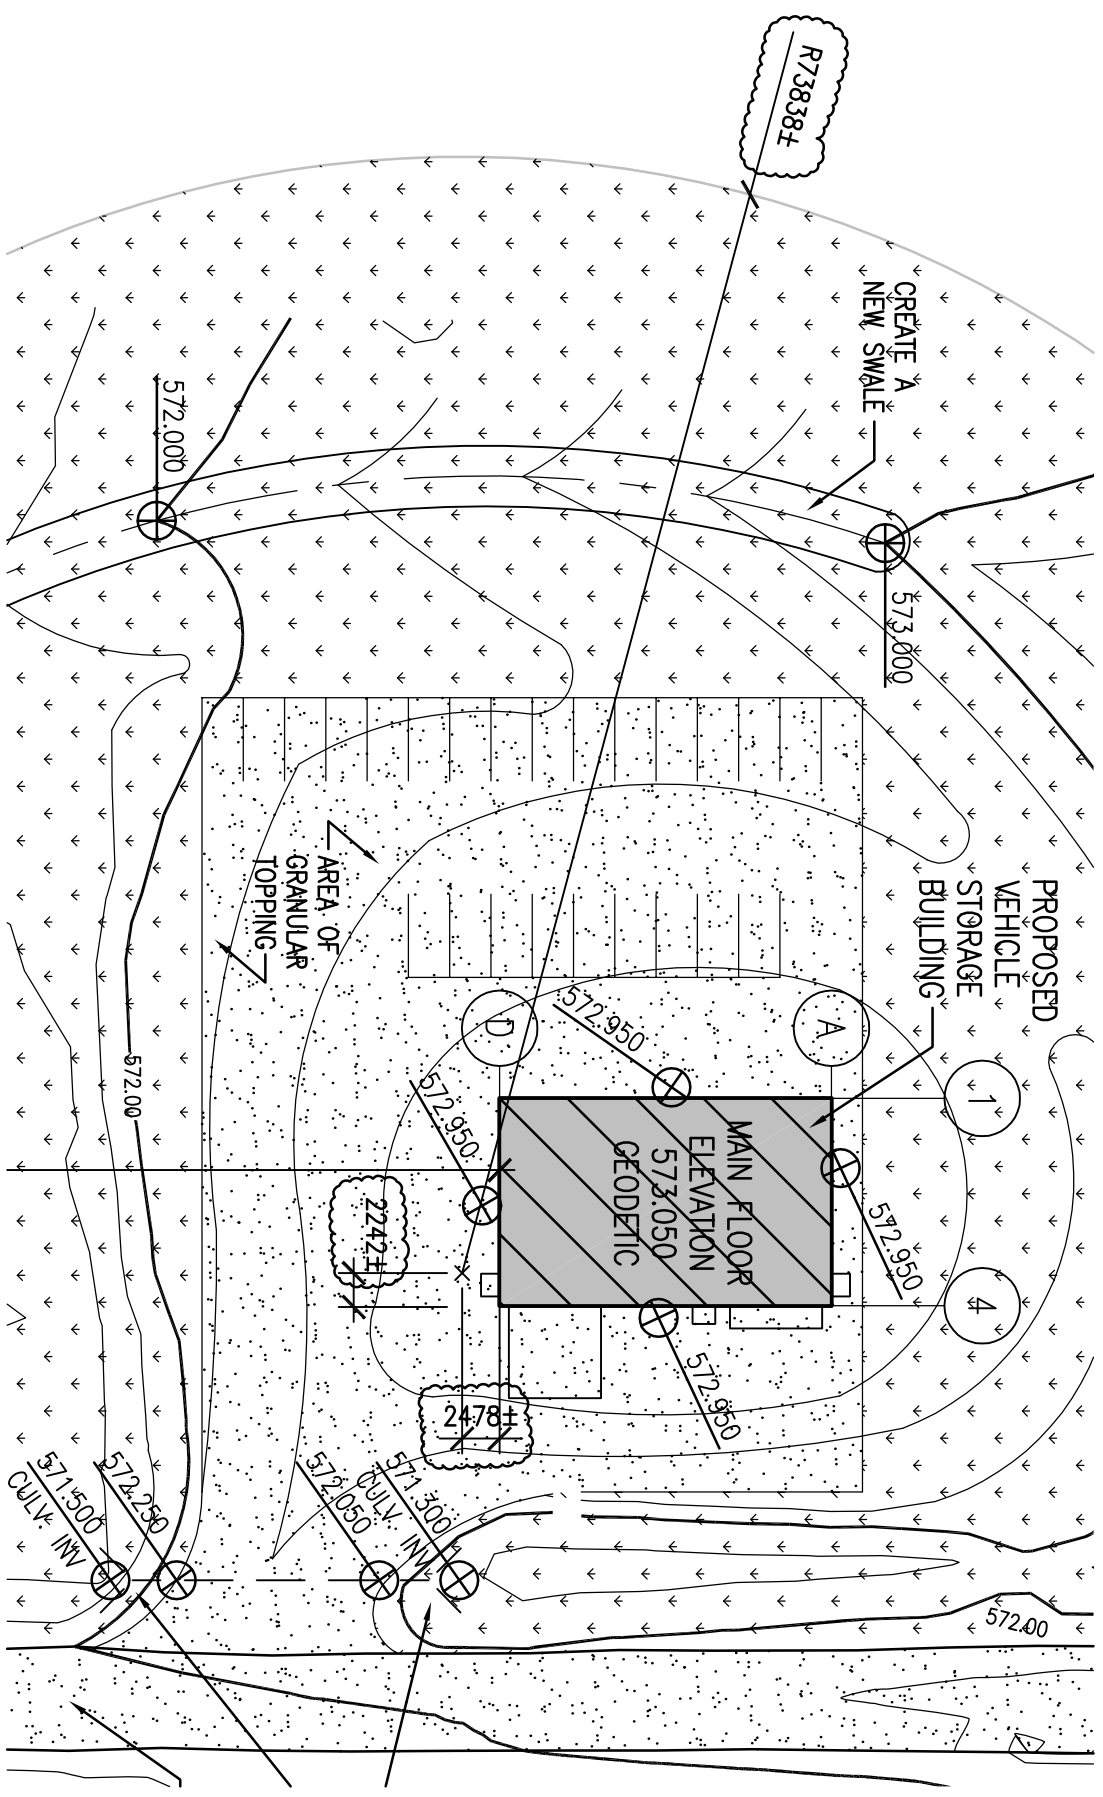 R73838±
CREATE A
NEW SWALE
572.000
573.000
PROPOSED
VEHICLE
STORAGE
BUILDING
AREA OF
GRANULAR
TOPPING
572.950
D
A
1
572.950
572.00
MAIN FLOOR
ELEVATION
573.050
GEODETIC
572.950
2242±
4
572.950
2478±
571.300
CULV. INV
572.050
572.250
571.500
CULV. INV
572.00